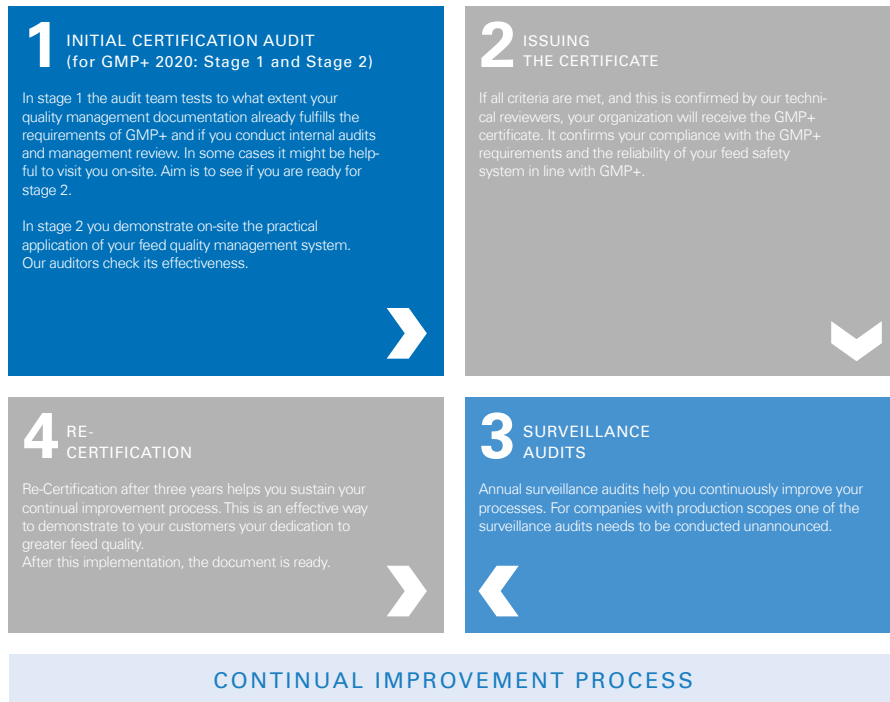 1 INITIAL CERTIFICATION AUDIT
(for GMP+ 2020: Stage 1 and Stage 2)
In stage 1 the audit team tests to what extent your
quality management documentation already fulfills the
requirements of GMP+ and if you conduct internal audits
and management review. In some cases it might be help-
ful to visit you on-site. Aim is to see if you are ready for
stage 2.
In stage 2 you demonstrate on-site the practical
application of your feed quality management system.
Our auditors check its effectiveness.
2 ISSUING
THE CERTIFICATE
If all criteria are met, and this is confirmed by our techni-
cal reviewers, your organization will receive the GMP+
certificate. It confirms your compliance with the GMP+
requirements and the reliability of your feed safety
system in line with GMP+.
3 SURVEILLANCE
AUDITS
Annual surveillance audits help you continuously improve your
processes. For companies with production scopes one of the
surveillance audits needs to be conducted unannounced.
4 RE-
CERTIFICATION
Re-Certification after three years helps you sustain your
continual improvement process. This is an effective way
to demonstrate to your customers your dedication to
greater feed quality.
After this implementation, the document is ready.
CONTINUAL IMPROVEMENT PROCESS